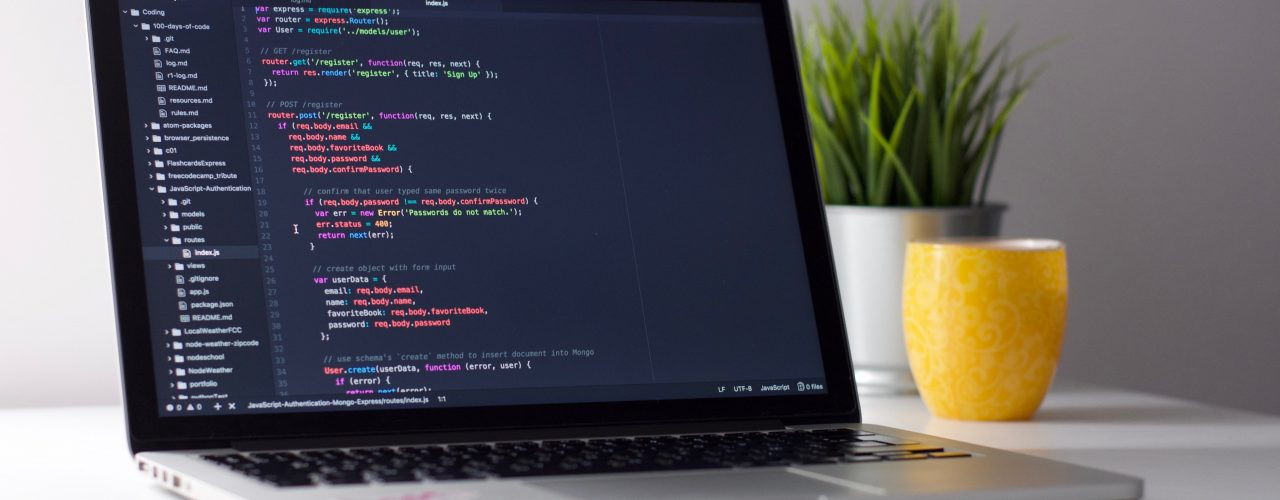 Coding
100-days-of-code
.git
FAQ.md
log.md
r1-log.md
README.md
resources.md
rules.md
atom-packages
browser_persistence
c01
FlashcardsExpress
freecodecamp_tribute
JavaScript-Authentication
.git
models
public
routes
index.js
views
.gitignore
app.js
package.json
README.md
LocalWeatherFCC
node-weather-zipcode
nodeschool
NodeWeather
portfolio
pythonTest
index.js
1 var express = require('express');
2 var router = express.Router();
3 var User = require('../models/user');
4
5 // GET /register
6 router.get('/register', function(req, res, next) {
7 return res.render('register', { title: 'Sign Up' });
8 });
9
10 // POST /register
11 router.post('/register', function(req, res, next) {
12 if (req.body.email &&
13 req.body.name &&
14 req.body.favoriteBook &&
15 req.body.password &&
16 req.body.confirmPassword) {
17
18 // confirm that user typed same password twice
19 if (req.body.password !== req.body.confirmPassword) {
20 var err = new Error('Passwords do not match.');
21 err.status = 400;
22 return next(err);
23 }
24
25 // create object with form input
26 var userData = {
27 email: req.body.email,
28 name: req.body.name,
29 favoriteBook: req.body.favoriteBook,
30 password: req.body.password
31 };
32
33 // use schema's `create` method to insert document into Mongo
34 User.create(userData, function (error, user) {
35 if (error) {
return next(error);
0 0 JavaScript-Authentication-Mongo-Express/routes/index.js 1:1 LF UTF-8 JavaScript 0 files